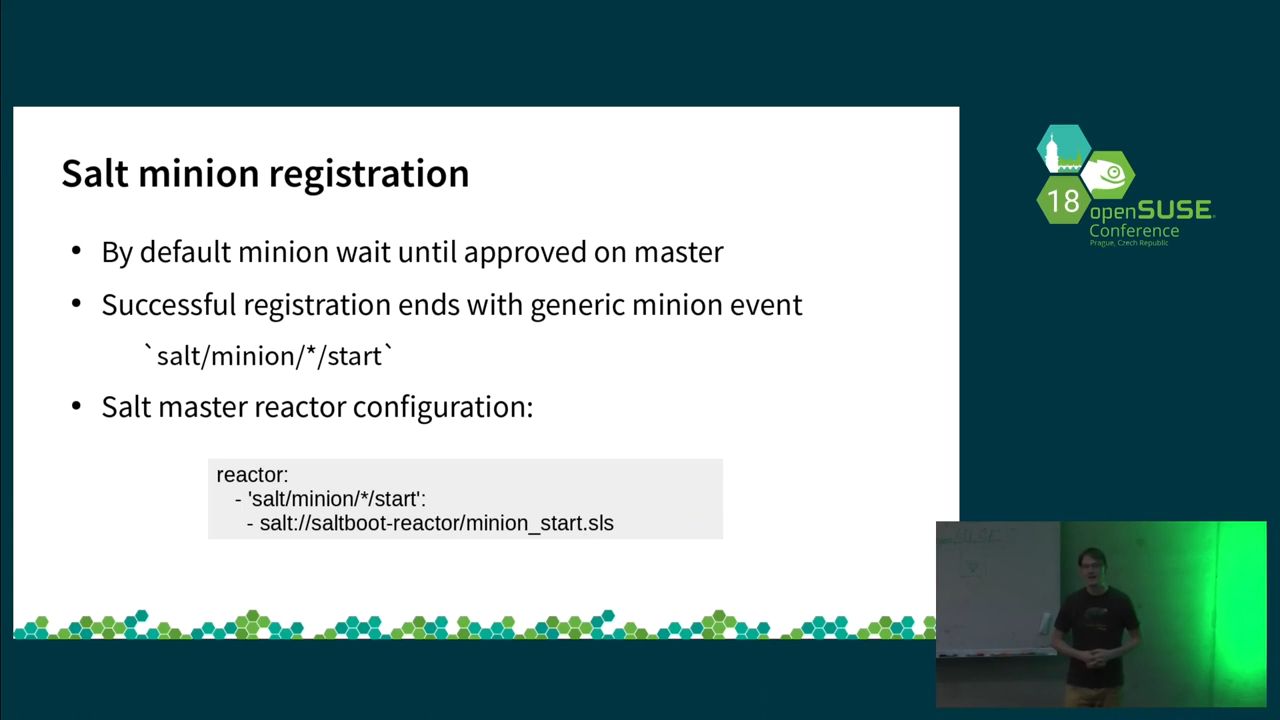 Salt minion registration
• By default minion wait until approved on master
• Successful registration ends with generic minion event
`salt/minion/*/start`
• Salt master reactor configuration:
reactor:
- 'salt/minion/*/start':
- salt://saltboot-reactor/minion_start.sls
18
openSUSE
Conference
Prague, Czech Republic